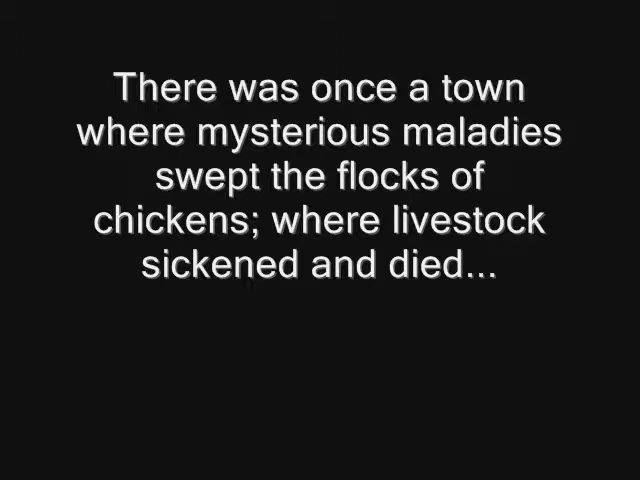 There was once a town
where mysterious maladies
swept the flocks of
chickens; where livestock
sickened and died...